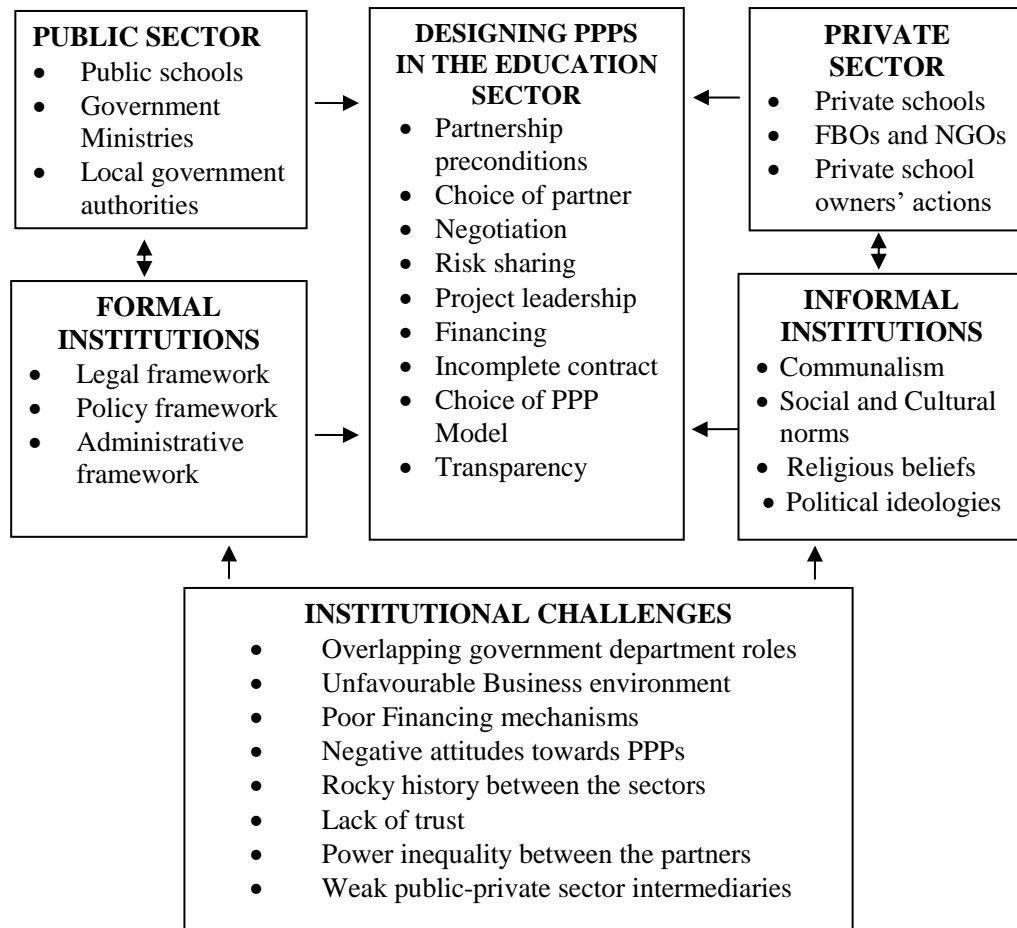 PUBLIC SECTOR
• Public schools
• Government
Ministries
• Local government
authorities
DESIGNING PPPS
IN THE EDUCATION
SECTOR
• Partnership
preconditions
• Choice of partner
• Negotiation
• Risk sharing
• Project leadership
• Financing
• Incomplete contract
• Choice of PPP
Model
• Transparency
PRIVATE
SECTOR
• Private schools
• FBOs and NGOs
• Private school
owners’ actions
FORMAL
INSTITUTIONS
• Legal framework
• Policy framework
• Administrative
framework
INFORMAL
INSTITUTIONS
• Communalism
• Social and Cultural
norms
• Religious beliefs
• Political ideologies
INSTITUTIONAL CHALLENGES
• Overlapping government department roles
• Unfavourable Business environment
• Poor Financing mechanisms
• Negative attitudes towards PPPs
• Rocky history between the sectors
• Lack of trust
• Power inequality between the partners
• Weak public-private sector intermediaries